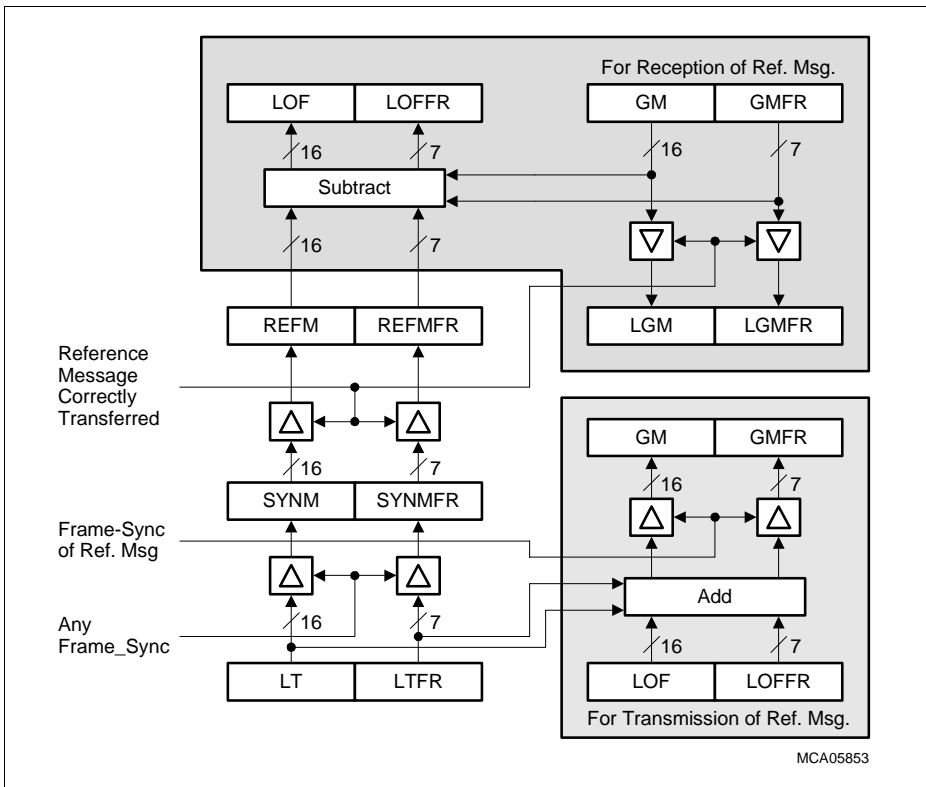 For Reception of Ref. Msg.
LOF LOFFR GM GMFR
16 7 16 7
Subtract
16 7
REFM REFMFR LGM LGMFR
Reference
Message
Correctly
Transferred
GM GMFR
16 7 16 7
SYNM SYNMFR
Frame-Sync
of Ref. Msg
Add
16 7 16 7
Any
Frame_Sync
LT LTFR LOF LOFFR
For Transmission of Ref. Msg.
MCA05853